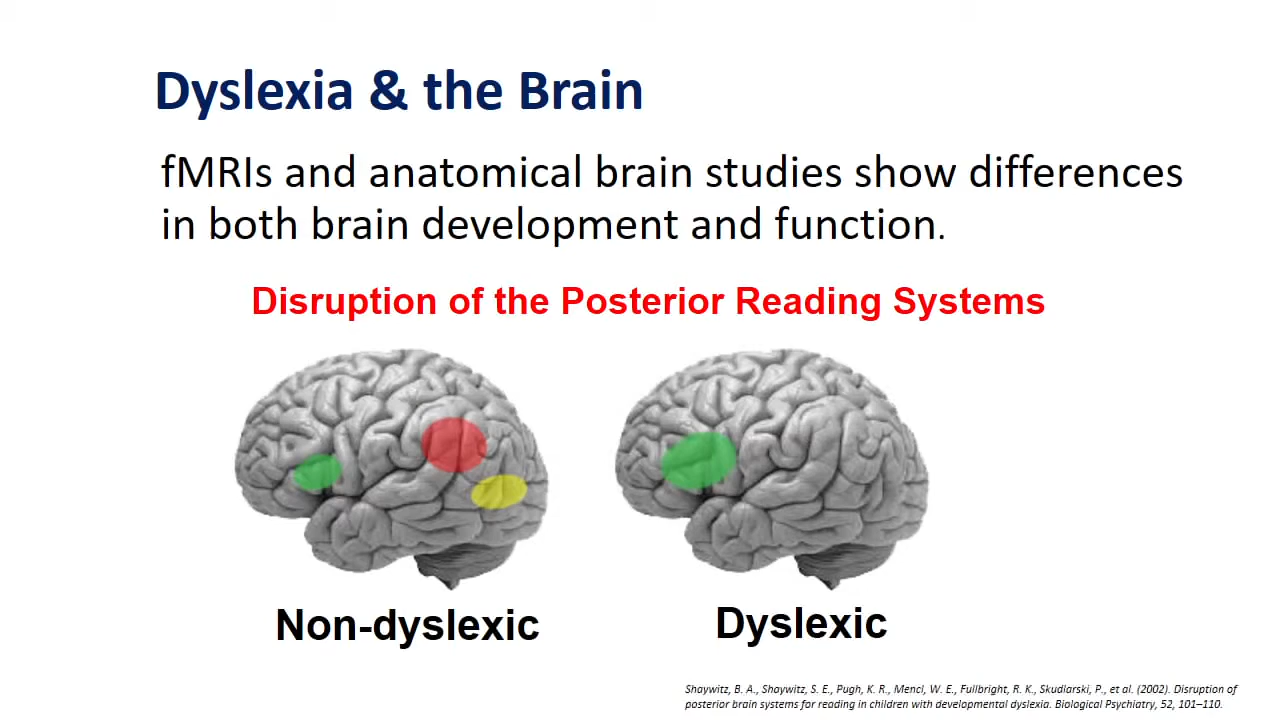 Dyslexia & the Brain
fMRIs and anatomical brain studies show differences
in both brain development and function.
Disruption of the Posterior Reading Systems
Non-dyslexic
Dyslexic
Shaywitz, B. A., Shaywitz, S. E., Pugh, K. R., Mencl, W. E., Fullbright, R. K., Skudlarski, P., et al. (2002). Disruption of
posterior brain systems for reading in children with developmental dyslexia. Biological Psychiatry, 52, 101–110.